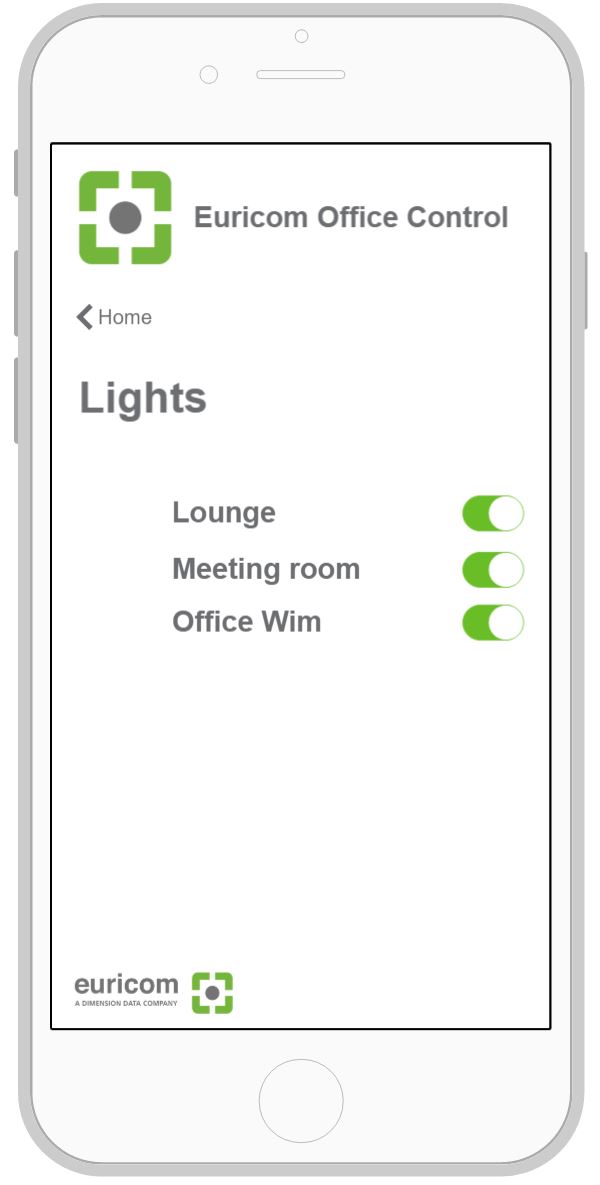 Euricom Office Control
Home
Lights
Lounge
Meeting room
Office Wim
euricom
A DIMENSION DATA COMPANY